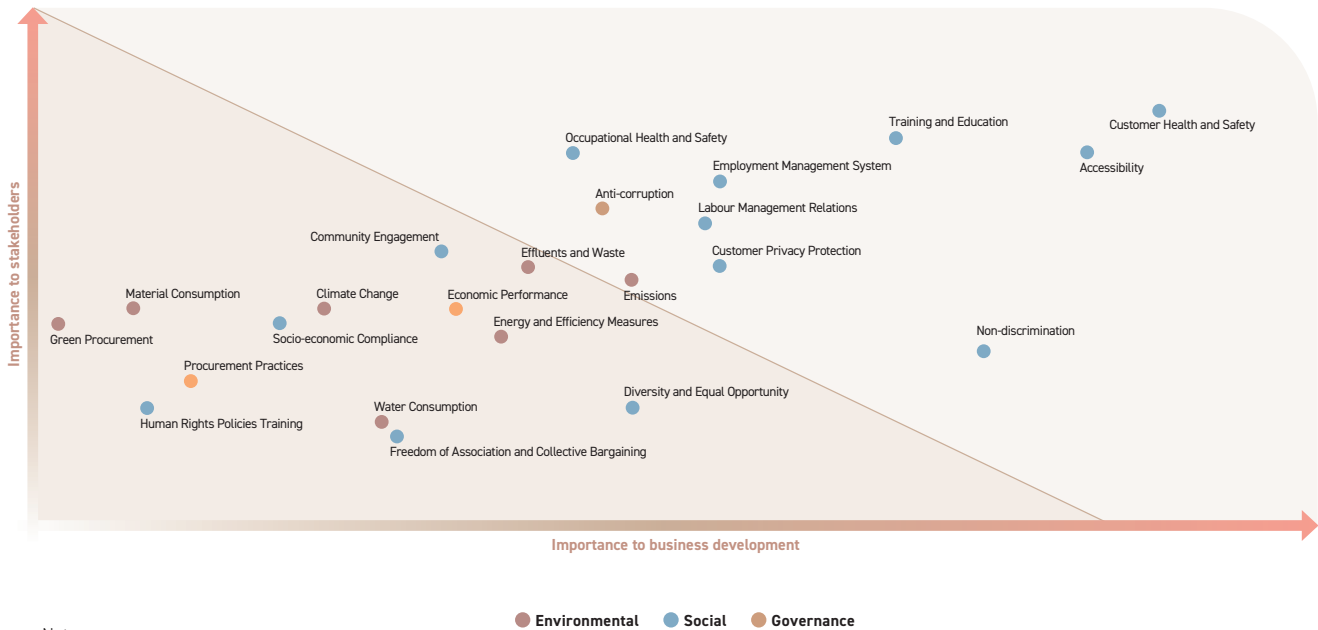 Importance to stakeholders
Customer Health and Safety
Training and Education
Occupational Health and Safety
Employment Management System
Accessibility
Anti-corruption
Labour Management Relations
Community Engagement
Effluents and Waste
Customer Privacy Protection
Material Consumption
Climate Change
Economic Performance
Emissions
Energy and Efficiency Measures
Green Procurement
Socio-economic Compliance
Non-discrimination
Procurement Practices
Diversity and Equal Opportunity
Water Consumption
Human Rights Policies Training
Freedom of Association and Collective Bargaining
Importance to business development
Environmental
Social
Governance